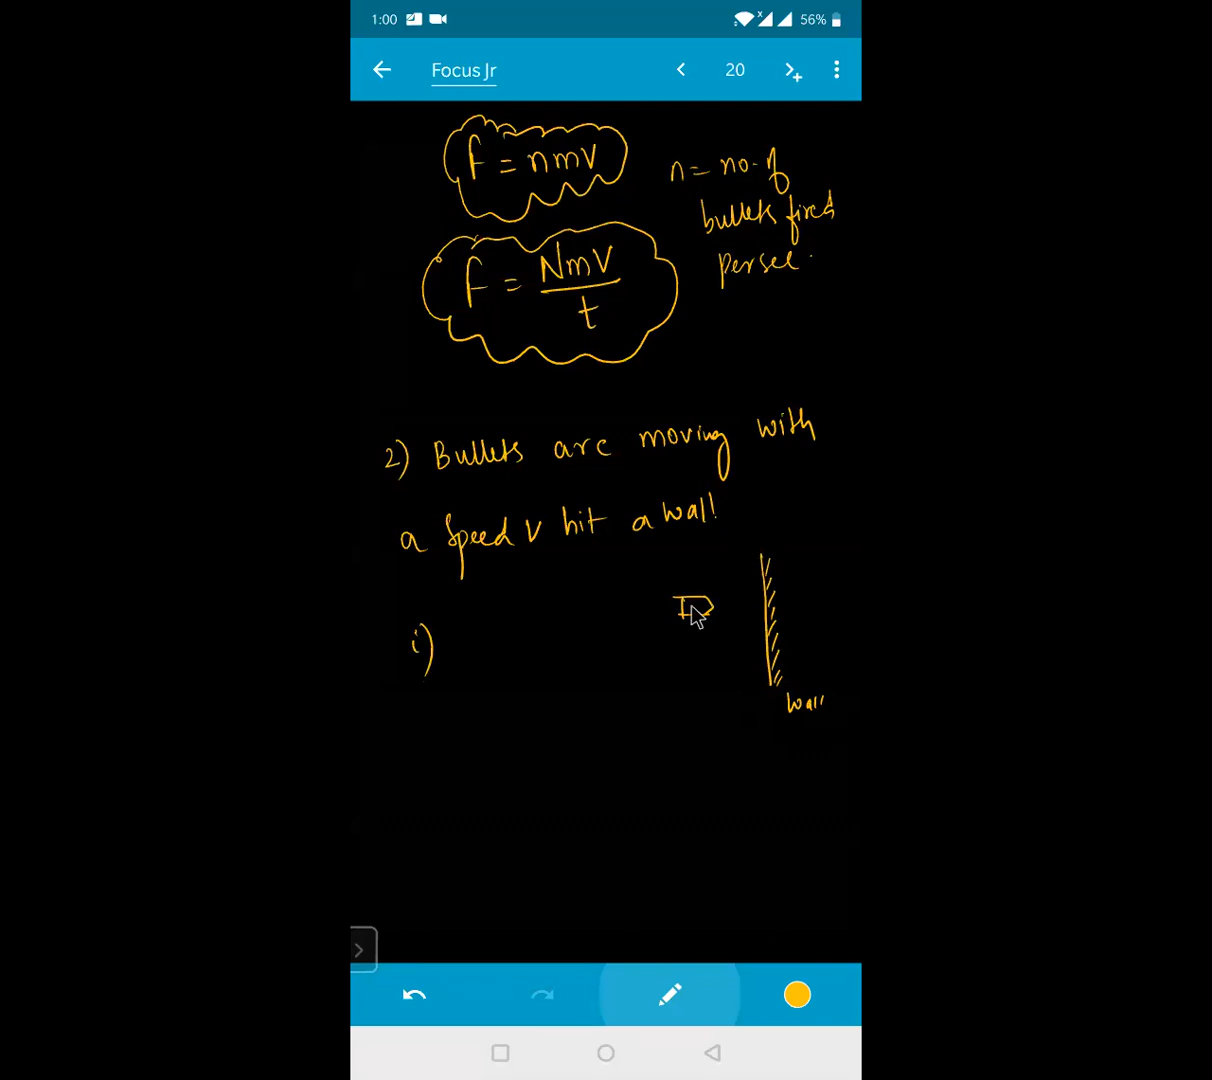 1:00 56%
Focus Jr 20
f = nmv
n = no. of
bullets fired
per sec.
f = Nmv
t
2) Bullets are moving with
a speed v hit a wall
i)
wall